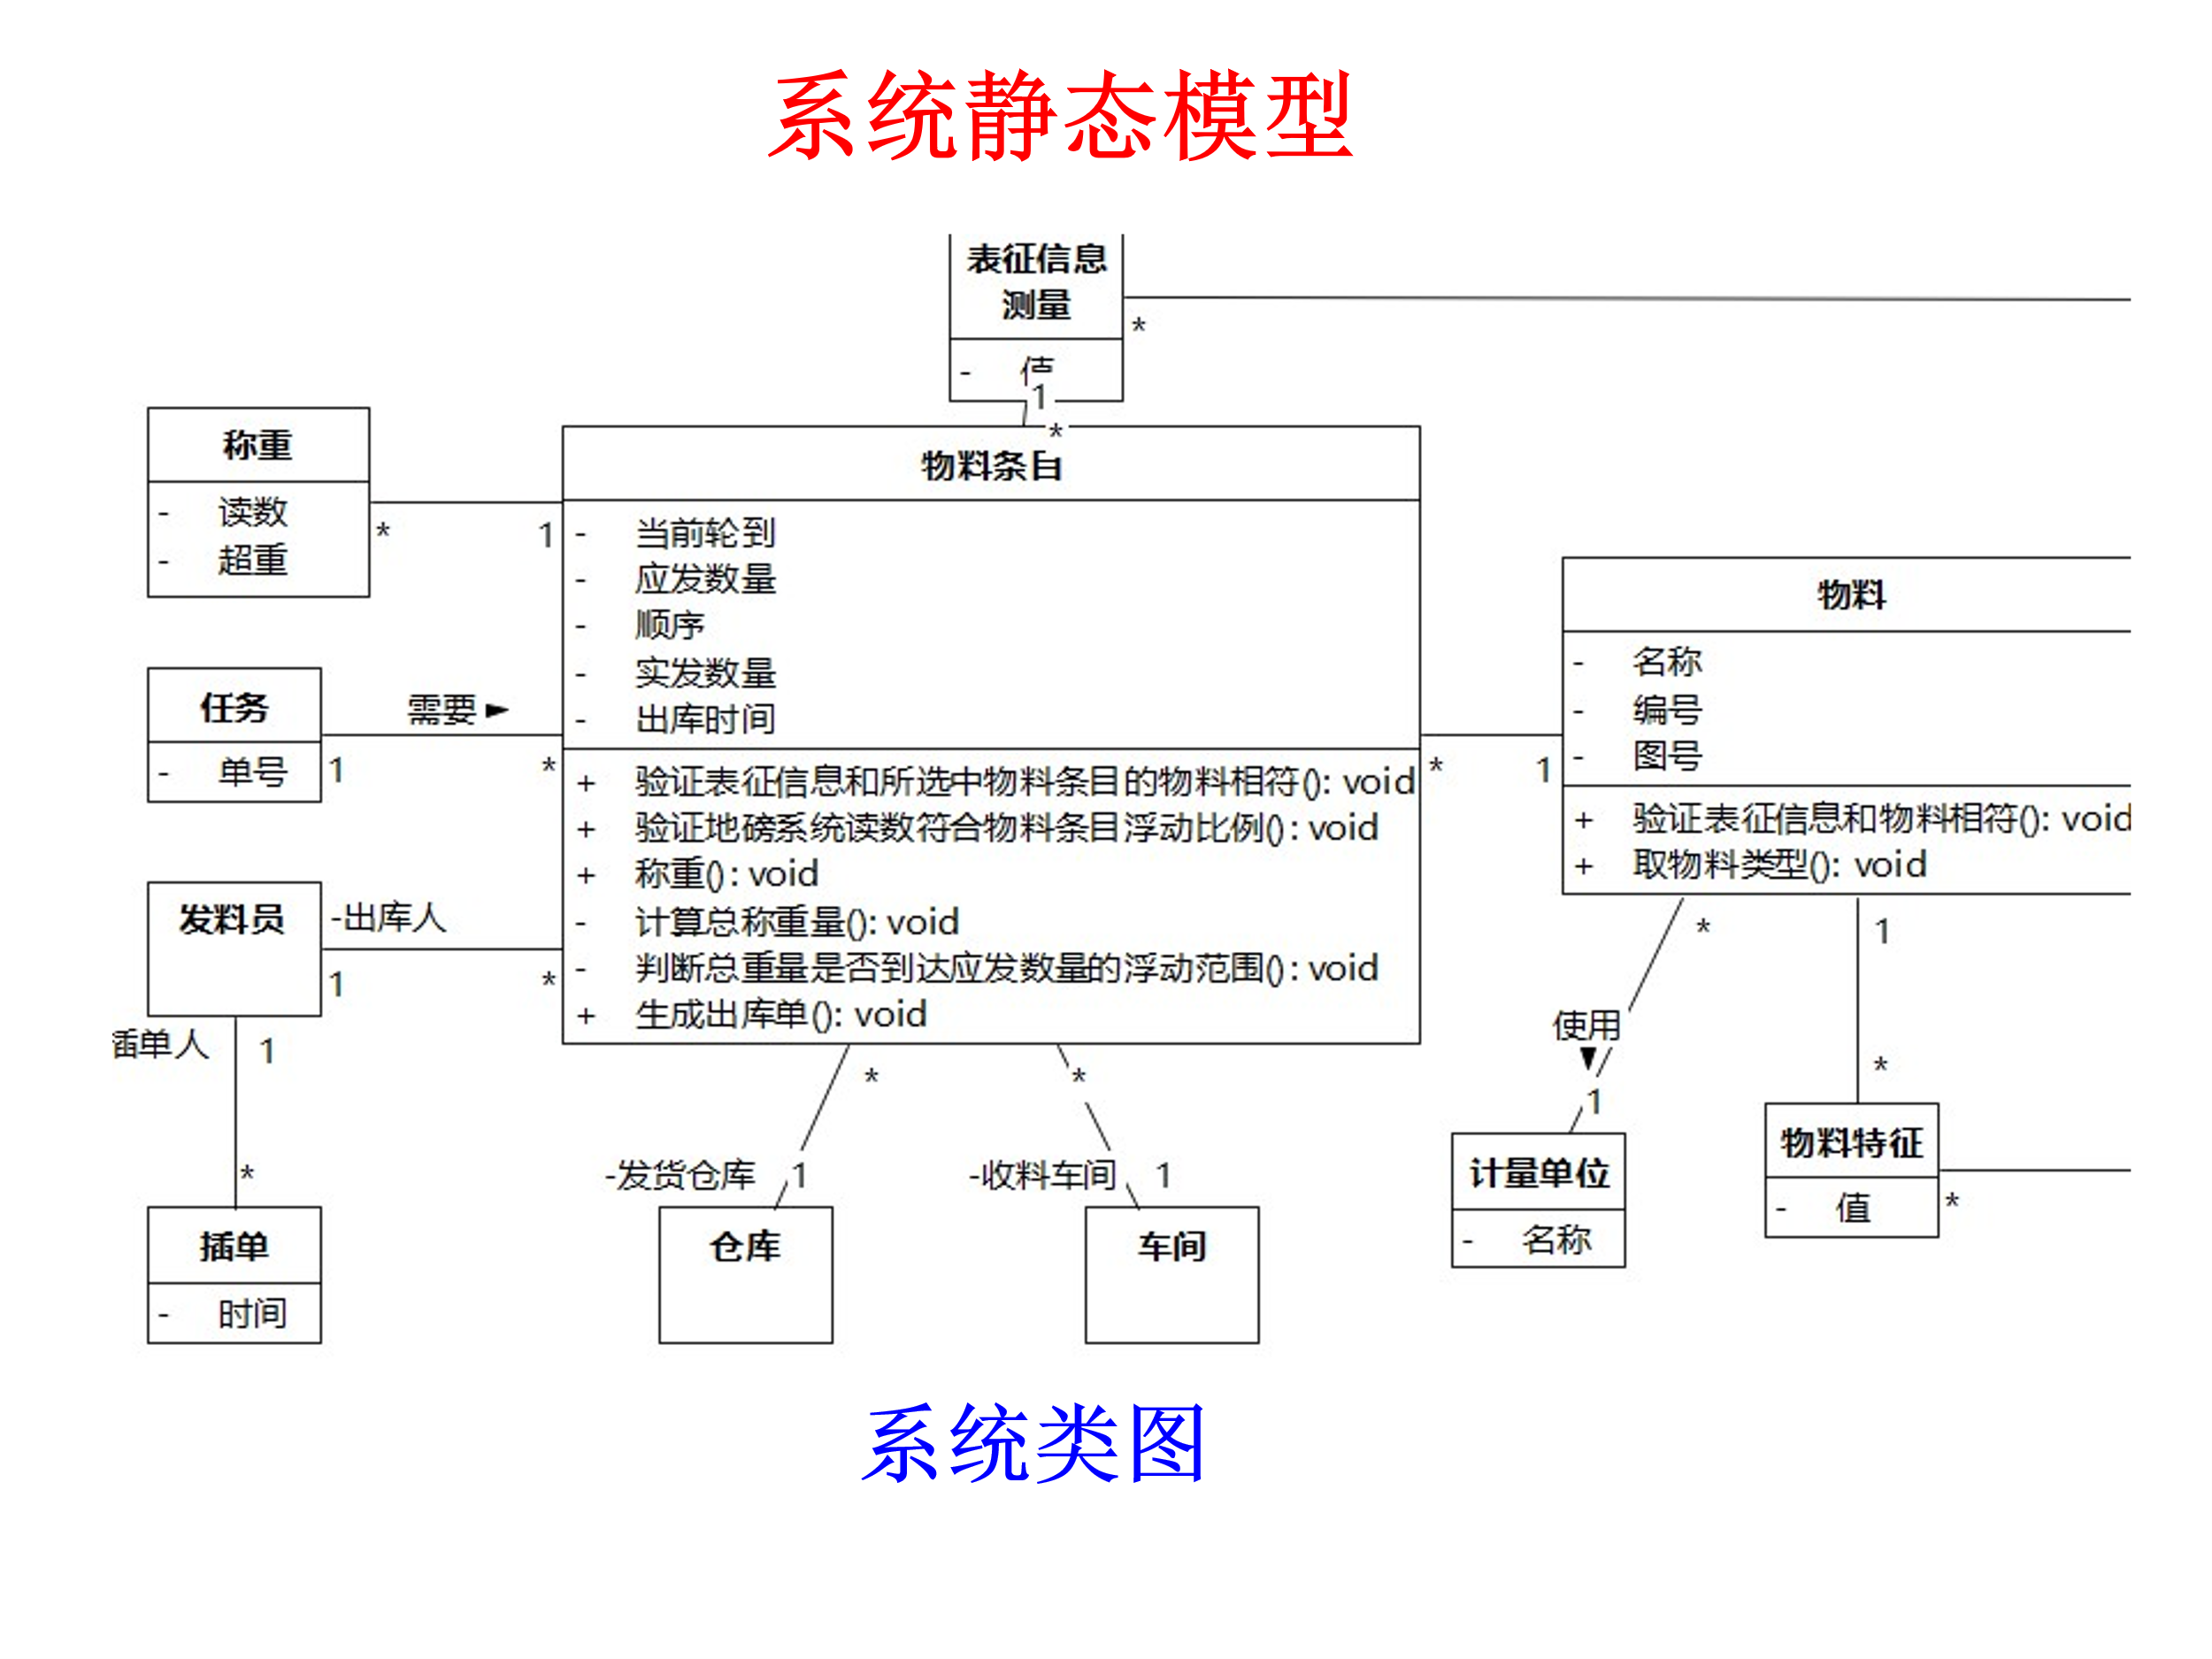 系统静态模型
表征信息
测量
*
- 值
1
*
称重
- 读数
- 超重
*
1
物料条目
- 当前轮到
- 应发数量
- 顺序
- 实发数量
- 出库时间
+ 验证表征信息和所选中物料条目的物料相符(): void
+ 验证地磅系统读数符合物料条目浮动比例(): void
+ 称重(): void
- 计算总称重量(): void
- 判断总重量是否到达应发数量的浮动范围(): void
+ 生成出库单(): void
任务
- 单号
需要 ►
1
*
发料员
-出库人
1
*
插单人
1
*
插单
- 时间
*
-发货仓库
1
仓库
*
-收料车间
1
车间
*
1
物料
- 名称
- 编号
- 图号
+ 验证表征信息和物料相符(): void
+ 取物料类型(): void
*
使用
▼
1
计量单位
- 名称
1
*
物料特征
- 值
*
系统类图